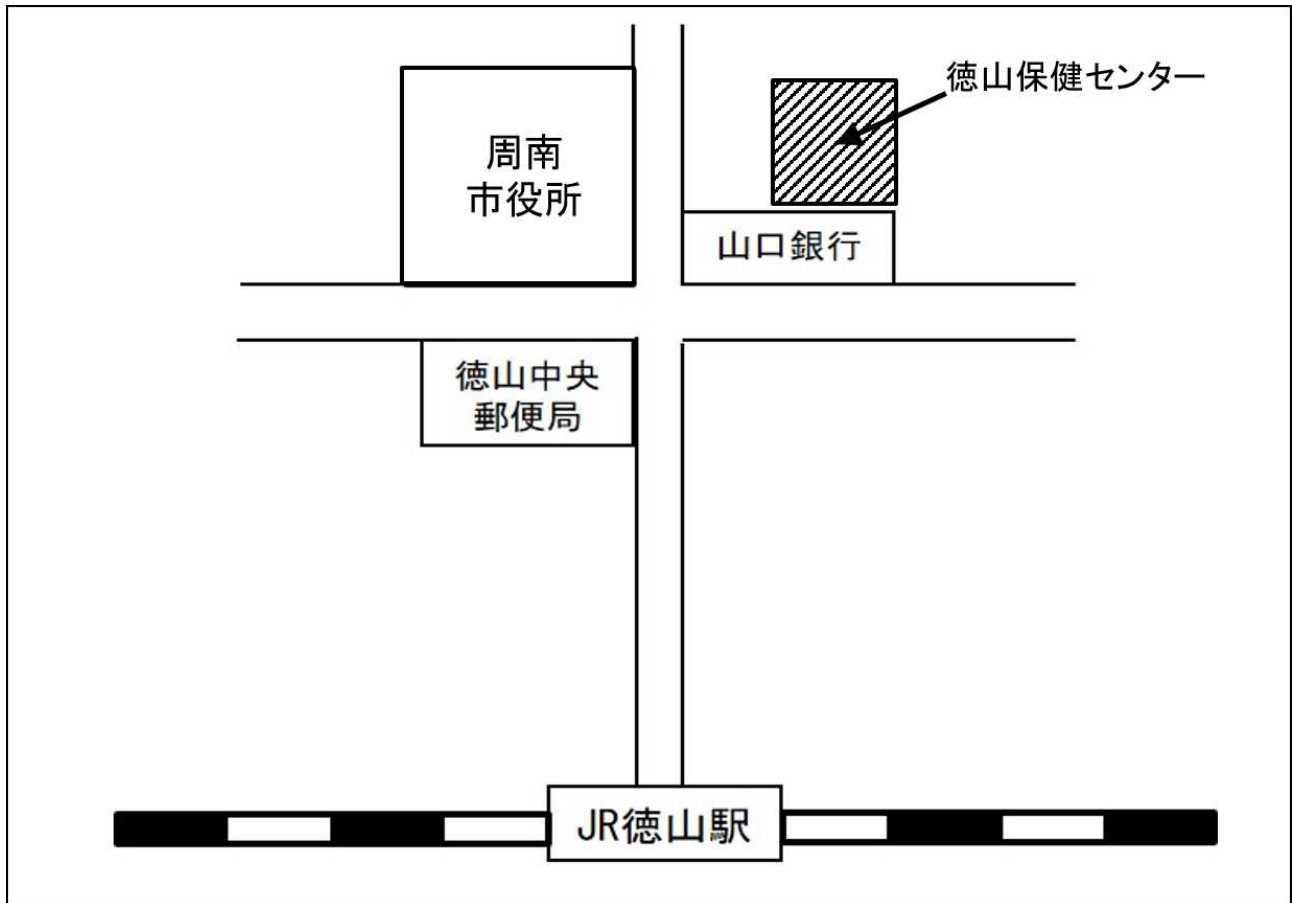 徳山保健センター
周南
市役所
山口銀行
徳山中央
郵便局
JR徳山駅